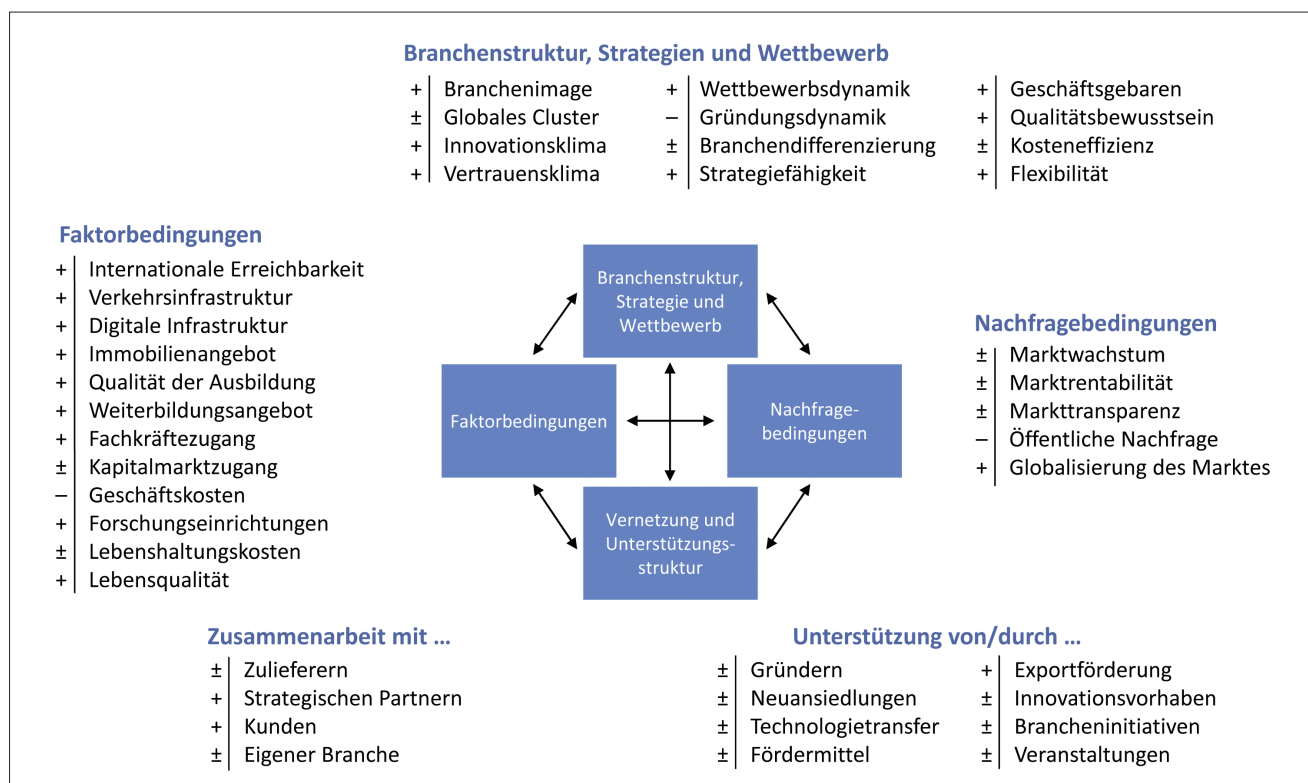 Branchenstruktur, Strategien und Wettbewerb
+ Branchenimage
± Globales Cluster
+ Innovationsklima
+ Vertrauensklima
+ Wettbewerbsdynamik
– Gründungsdynamik
± Branchendifferenzierung
+ Strategiefähigkeit
+ Geschäftsgebaren
+ Qualitätsbewusstsein
± Kosteneffizienz
+ Flexibilität
Faktorbedingungen
+ Internationale Erreichbarkeit
+ Verkehrsinfrastruktur
+ Digitale Infrastruktur
+ Immobilienangebot
+ Qualität der Ausbildung
+ Weiterbildungsangebot
+ Fachkräftezugang
± Kapitalmarktzugang
– Geschäftskosten
+ Forschungseinrichtungen
± Lebenshaltungskosten
+ Lebensqualität
Branchenstruktur,
Strategie und
Wettbewerb
Faktorbedingungen
Nachfrage-
bedingungen
Vernetzung und
Unterstützungs-
struktur
Nachfragebedingungen
± Marktwachstum
± Marktrentabilität
± Markttransparenz
– Öffentliche Nachfrage
+ Globalisierung des Marktes
Zusammenarbeit mit ...
± Zulieferern
+ Strategischen Partnern
+ Kunden
± Eigener Branche
Unterstützung von/durch ...
± Gründern
± Neuansiedlungen
± Technologietransfer
± Fördermittel
+ Exportförderung
± Innovationsvorhaben
± Brancheninitiativen
± Veranstaltungen